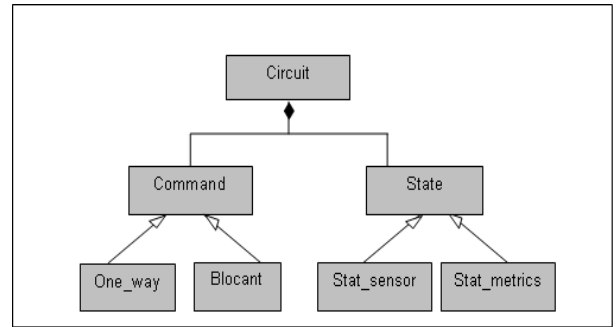 Circuit
Command
State
One_way
Blocant
Stat_sensor
Stat_metrics